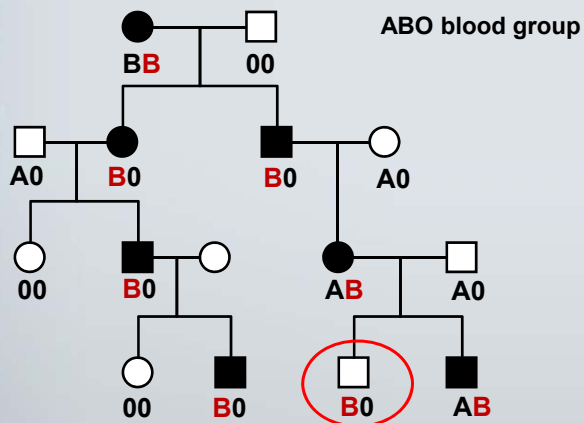 ABO blood group
BB 00
A0 B0 B0 A0
00 B0 AB A0
00 B0 B0 AB